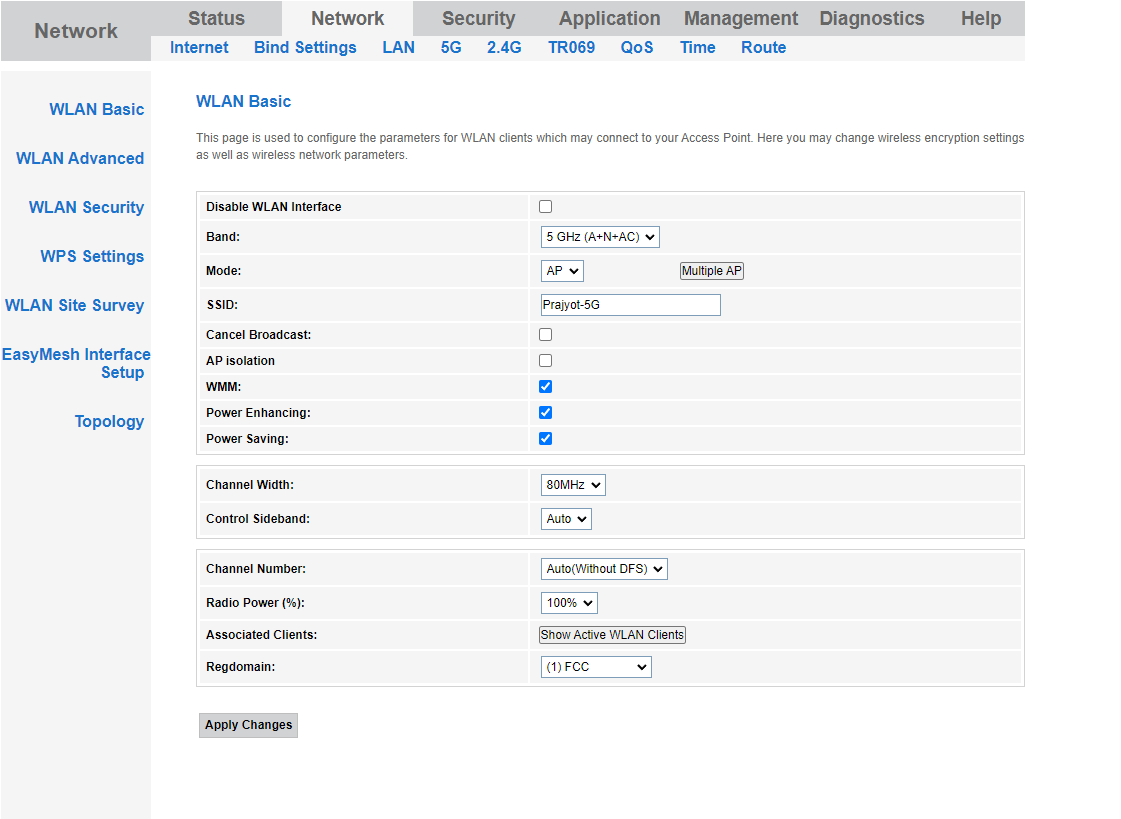 Network
Status Network Security Application Management Diagnostics Help
Internet Bind Settings LAN 5G 2.4G TR069 QoS Time Route
WLAN Basic
WLAN Advanced
WLAN Security
WPS Settings
WLAN Site Survey
EasyMesh Interface
Setup
Topology
WLAN Basic
This page is used to configure the parameters for WLAN clients which may connect to your Access Point. Here you may change wireless encryption settings
as well as wireless network parameters.
Disable WLAN Interface
Band: 5 GHz (A+N+AC)
Mode: AP Multiple AP
SSID: Prajyot-5G
Cancel Broadcast:
AP isolation
WMM:
Power Enhancing:
Power Saving:
Channel Width: 80MHz
Control Sideband: Auto
Channel Number: Auto(Without DFS)
Radio Power (%): 100%
Associated Clients: Show Active WLAN Clients
Regdomain: (1) FCC
Apply Changes